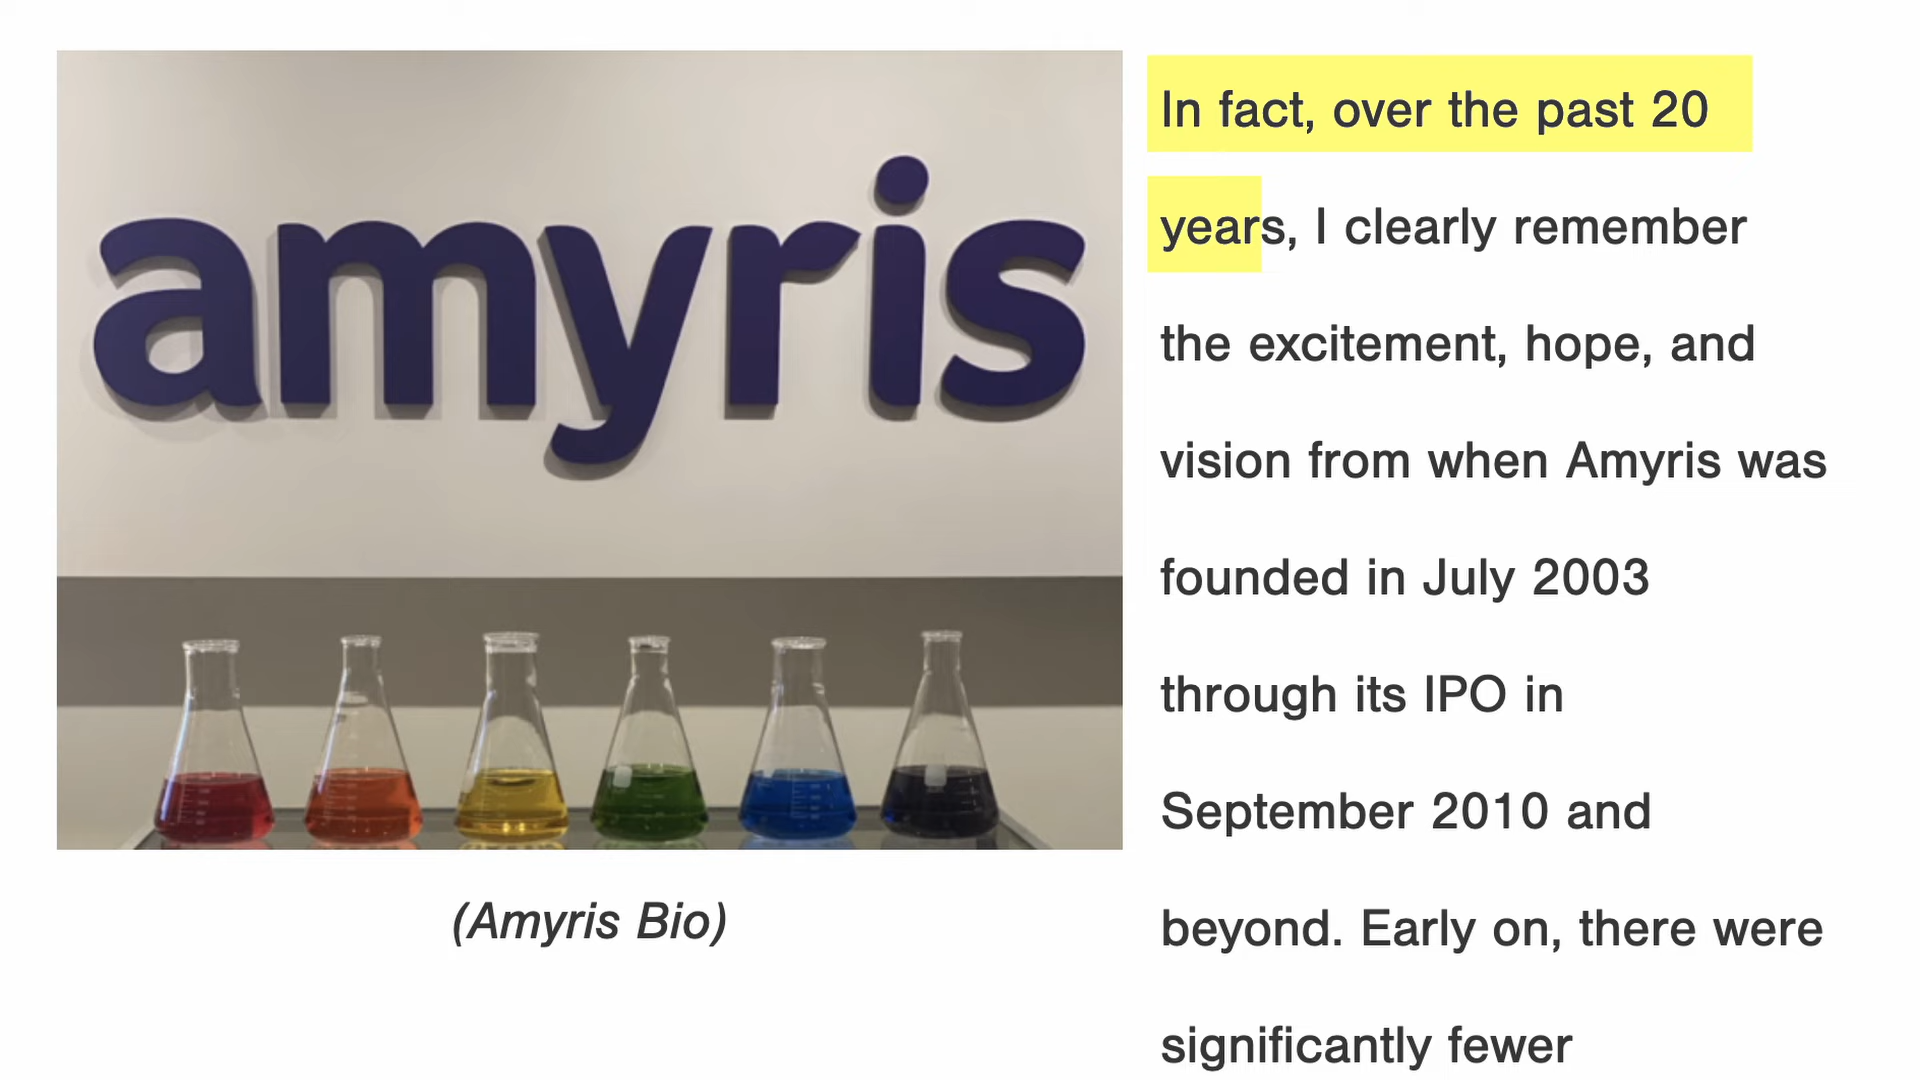 amyris
(Amyris Bio)
In fact, over the past 20
years, I clearly remember
the excitement, hope, and
vision from when Amyris was
founded in July 2003
through its IPO in
September 2010 and
beyond. Early on, there were
significantly fewer